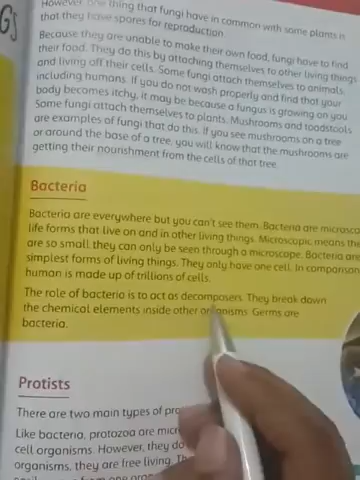 GS
However, one thing that fungi have in common with some plants is
that they have spores for reproduction.
Because they are unable to make their own food, fungi have to find
their food. They do this by attaching themselves to other living things
and living off their cells. Some fungi attach themselves to animals,
including humans. If you do not wash properly and find that your
body becomes itchy, it may be because a fungus is growing on you.
Some fungi attach themselves to plants. Mushrooms and toadstools
are examples of fungi that do this. If you see mushrooms on a tree
or around the base of a tree, you will know that the mushrooms are
getting their nourishment from the cells of that tree.
Bacteria
Bacteria are everywhere but you can't see them. Bacteria are microsco
life forms that live on and in other living things. Microscopic means the
are so small they can only be seen through a microscope. Bacteria are
simplest forms of living things. They only have one cell. In comparison
human is made up of trillions of cells.
The role of bacteria is to act as decomposers. They break down
the chemical elements inside other organisms. Germs are
bacteria.
Protists
There are two main types of pro
Like bacteria, protozoa are micr
cell organisms. However, they do
organisms, they are free living. Th